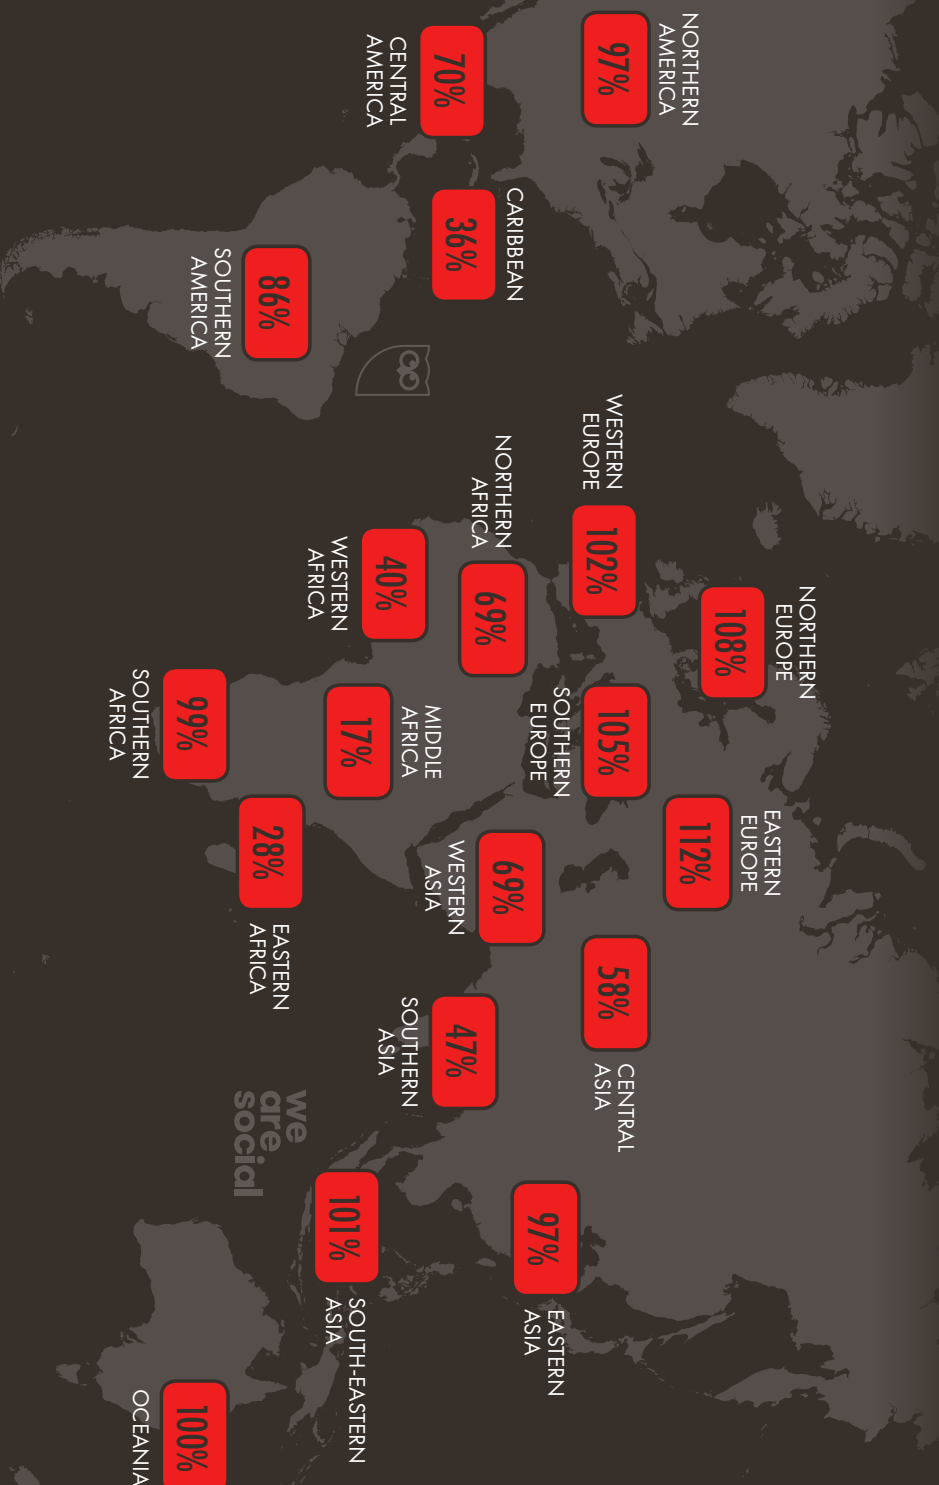 NORTHERN
AMERICA
97%
CENTRAL
AMERICA
70%
CARIBBEAN
36%
SOUTHERN
AMERICA
86%
WESTERN
EUROPE
102%
NORTHERN
EUROPE
108%
SOUTHERN
EUROPE
105%
EASTERN
EUROPE
112%
NORTHERN
AFRICA
69%
WESTERN
AFRICA
40%
MIDDLE
AFRICA
17%
SOUTHERN
AFRICA
99%
EASTERN
AFRICA
28%
WESTERN
ASIA
69%
CENTRAL
ASIA
58%
SOUTHERN
ASIA
47%
EASTERN
ASIA
97%
SOUTH-EASTERN
ASIA
101%
OCEANIA
100%
we
are
social